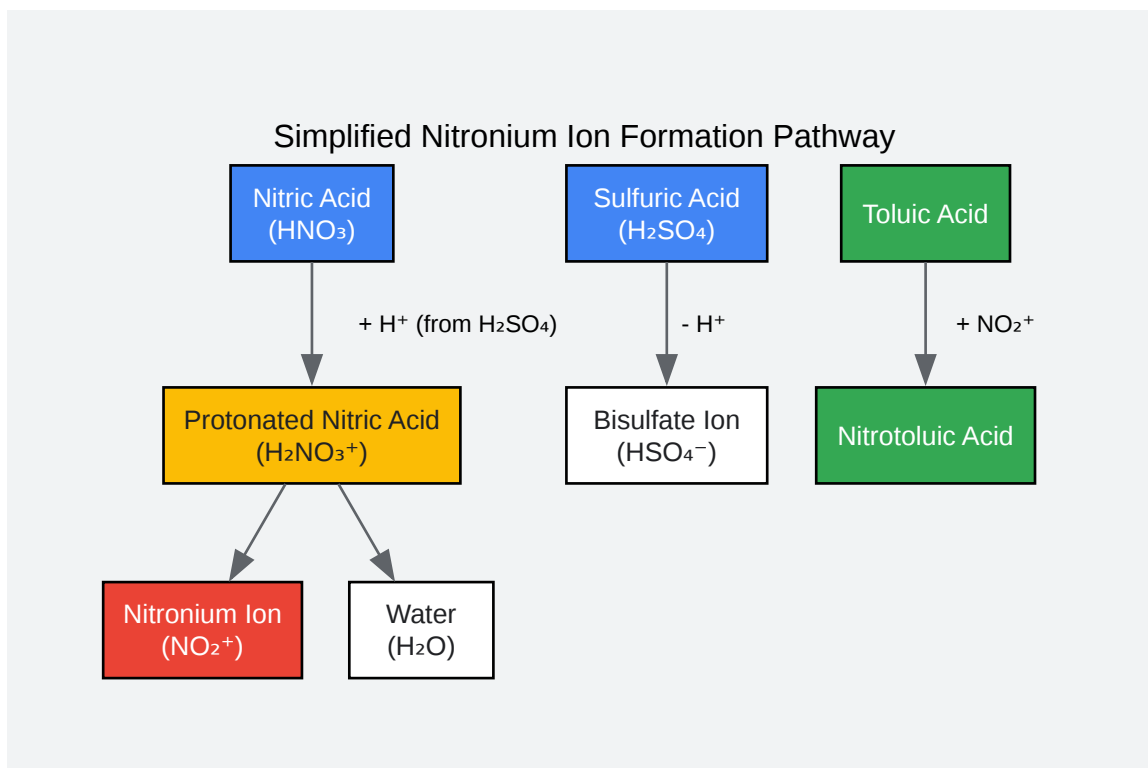 Simplified Nitronium Ion Formation Pathway
Nitric Acid
(HNO₃)
Sulfuric Acid
(H₂SO₄)
Toluic Acid
+ H⁺ (from H₂SO₄)
- H⁺
+ NO₂⁺
Protonated Nitric Acid
(H₂NO₃⁺)
Bisulfate Ion
(HSO₄⁻)
Nitrotoluic Acid
Nitronium Ion
(NO₂⁺)
Water
(H₂O)